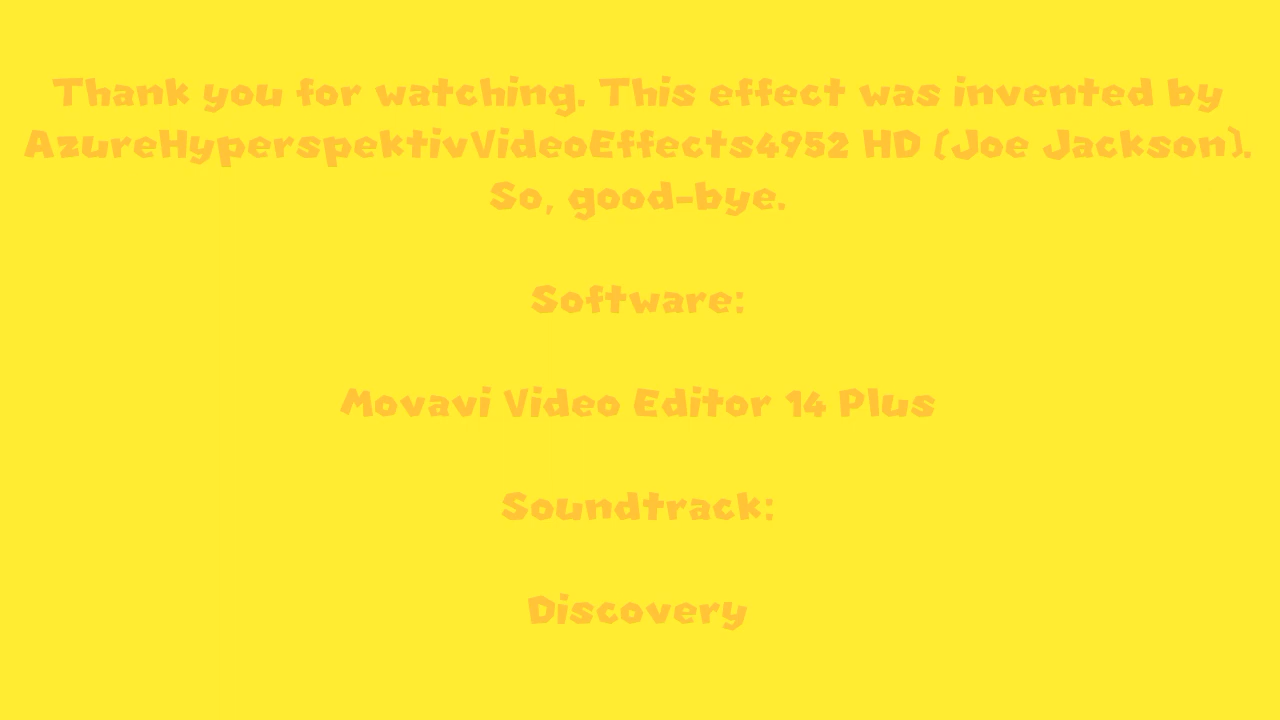 Thank you for watching. This effect was invented by
AzureHyperspektivVideoEffects4952 HD (Joe Jackson).
So, good-bye.
Software:
Movavi Video Editor 14 Plus
Soundtrack:
Discovery